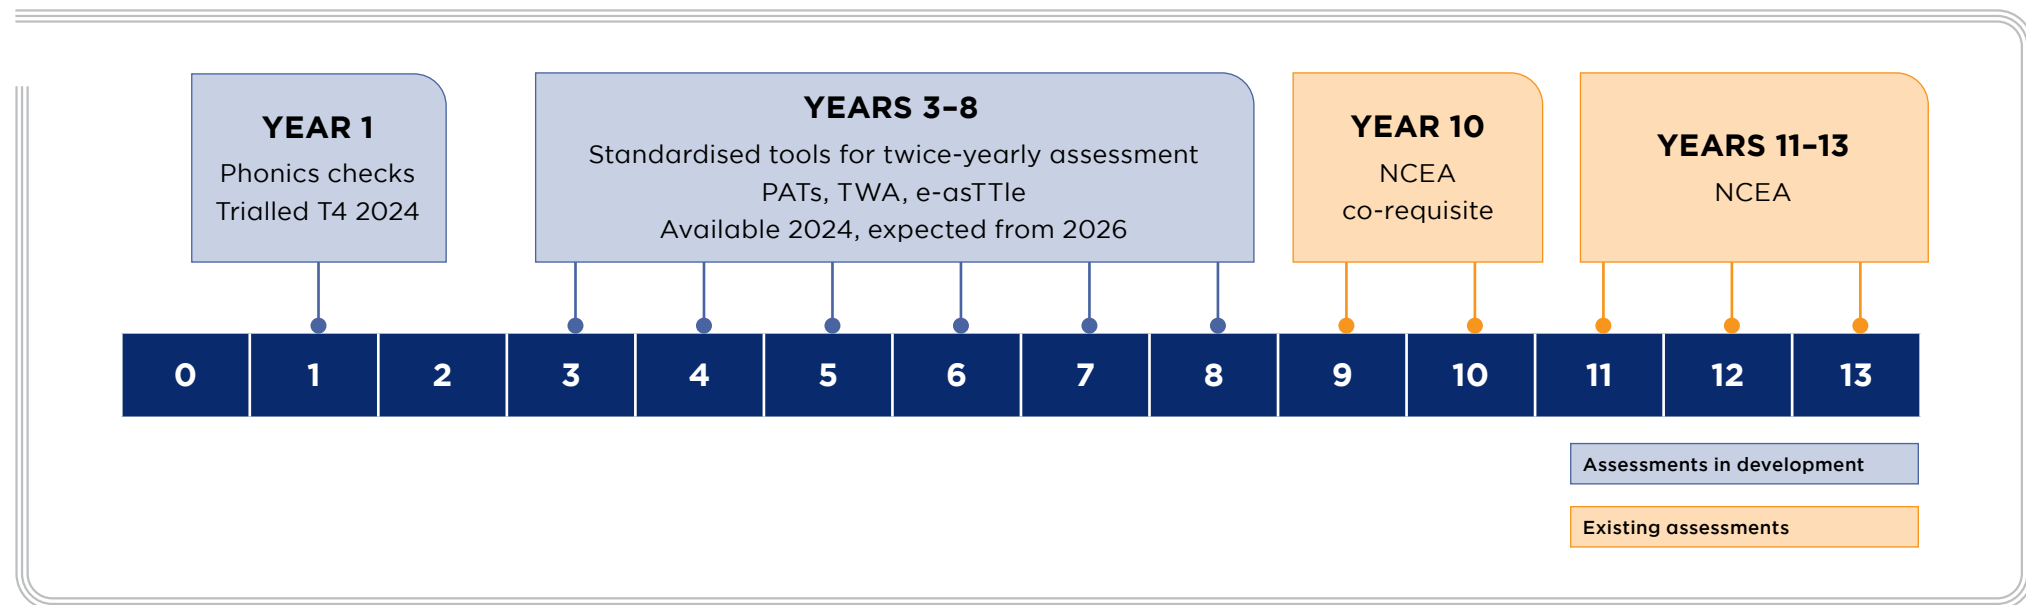 YEAR 1
Phonics checks
Trialled T4 2024
YEARS 3–8
Standardised tools for twice-yearly assessment
PATs, TWA, e-asTTle
Available 2024, expected from 2026
YEAR 10
NCEA
co-requisite
YEARS 11–13
NCEA
0 1 2 3 4 5 6 7 8 9 10 11 12 13
Assessments in development
Existing assessments